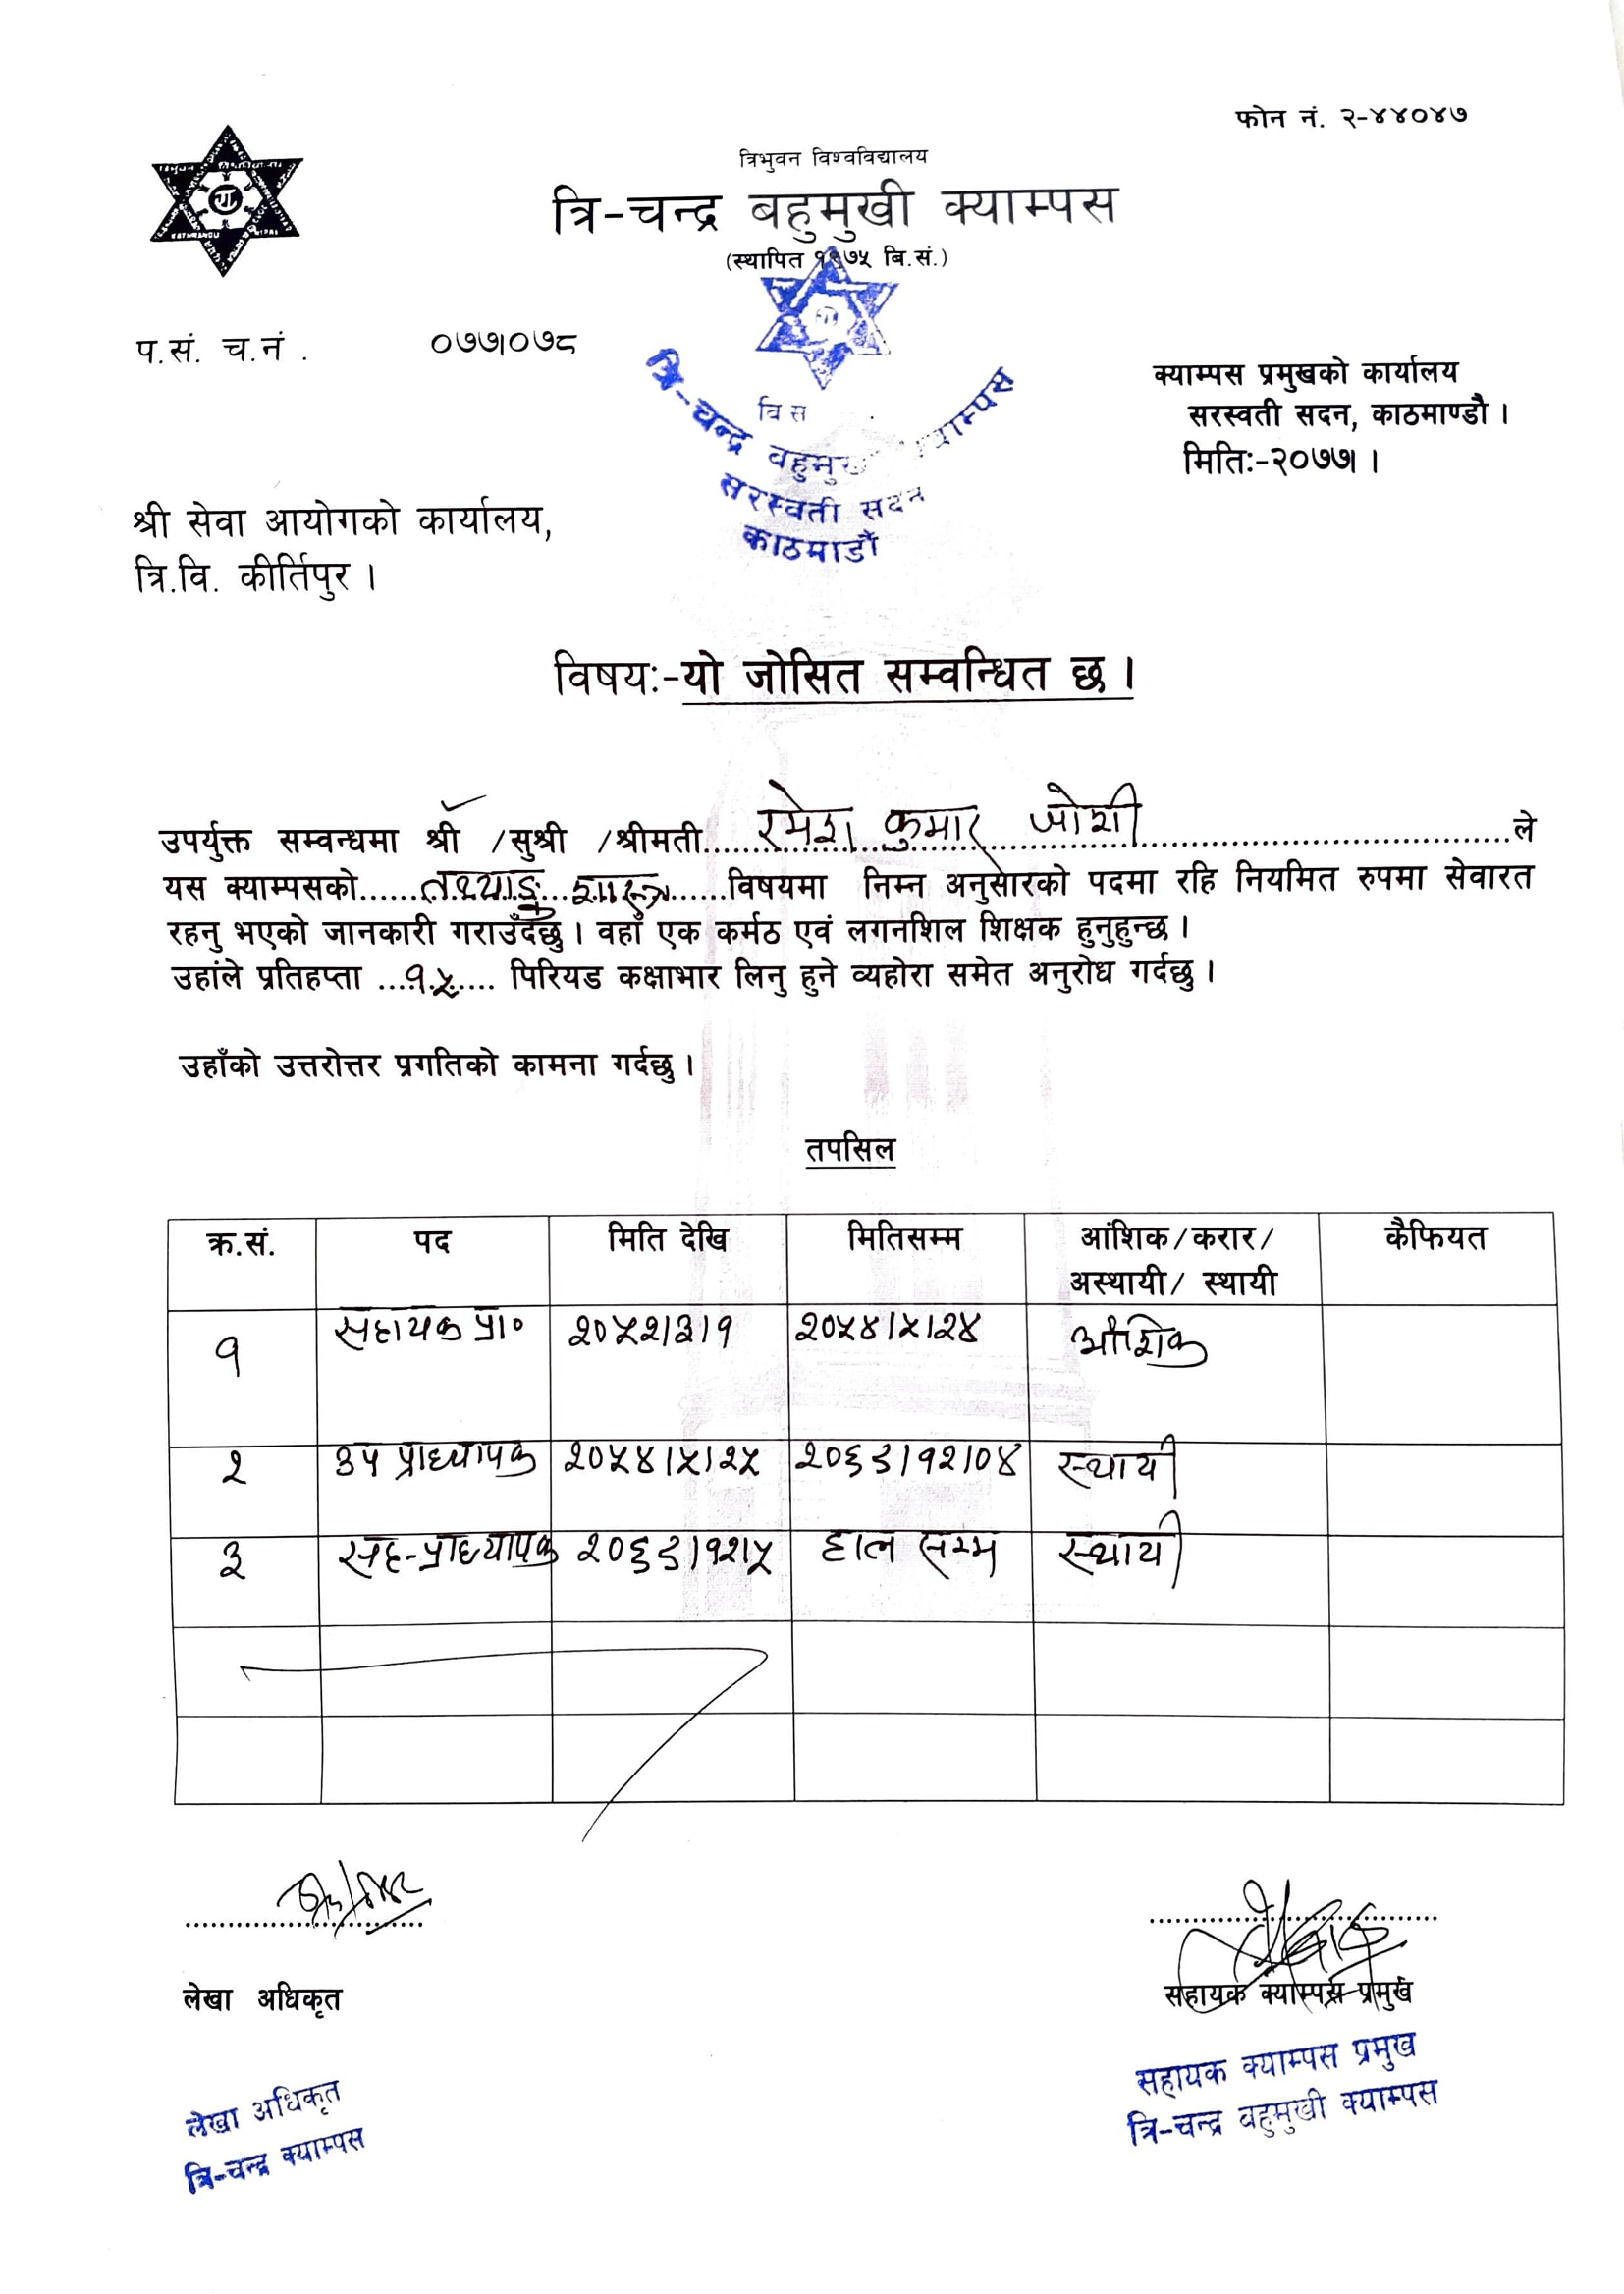 फोन नं. २-४४०४७
त्रिभुवन विश्वविद्यालय
त्रि-चन्द्र बहुमुखी क्याम्पस
(स्थापित १९७५ बि.सं.)
प.सं. च.नं . ०७७।०७८
त्रि-चन्द्र बहुमुखी क्याम्पस
सरस्वती सदन
काठमाडौं
क्याम्पस प्रमुखको कार्यालय
सरस्वती सदन, काठमाण्डौ ।
मितिः-२०७७। ।
श्री सेवा आयोगको कार्यालय,
त्रि.वि. कीर्तिपुर ।
विषयः-यो जोसित सम्वन्धित छ ।
उपर्युक्त सम्वन्धमा श्री /सुश्री /श्रीमती.....रमेश कुमार जोशी.....ले
यस क्याम्पसको.....तथ्याङ्क शास्त्र.....विषयमा निम्न अनुसारको पदमा रहि नियमित रुपमा सेवारत
रहनु भएको जानकारी गराउँदछु । वहाँ एक कर्मठ एवं लगनशिल शिक्षक हुनुहुन्छ ।
उहांले प्रतिहप्ता ...१५.... पिरियड कक्षाभार लिनु हुने व्यहोरा समेत अनुरोध गर्दछु ।
उहाँको उत्तरोत्तर प्रगतिको कामना गर्दछु ।
तपसिल
क्र.सं. पद मिति देखि मितिसम्म आंशिक/करार/ कैफियत
अस्थायी/ स्थायी
१ सहायक प्रा० २०५२।३।१ २०५४।५।२४ आंशिक
२ उप प्राध्यापक २०५४।५।२५ २०६९।१२।०४ स्थायी
३ सह-प्राध्यापक २०६९।१२।५ हाल सम्म स्थायी
लेखा अधिकृत सहायक क्याम्पस प्रमुख
सहायक क्याम्पस प्रमुख
त्रि-चन्द्र बहुमुखी क्याम्पस
लेखा अधिकृत
त्रि-चन्द्र क्याम्पस